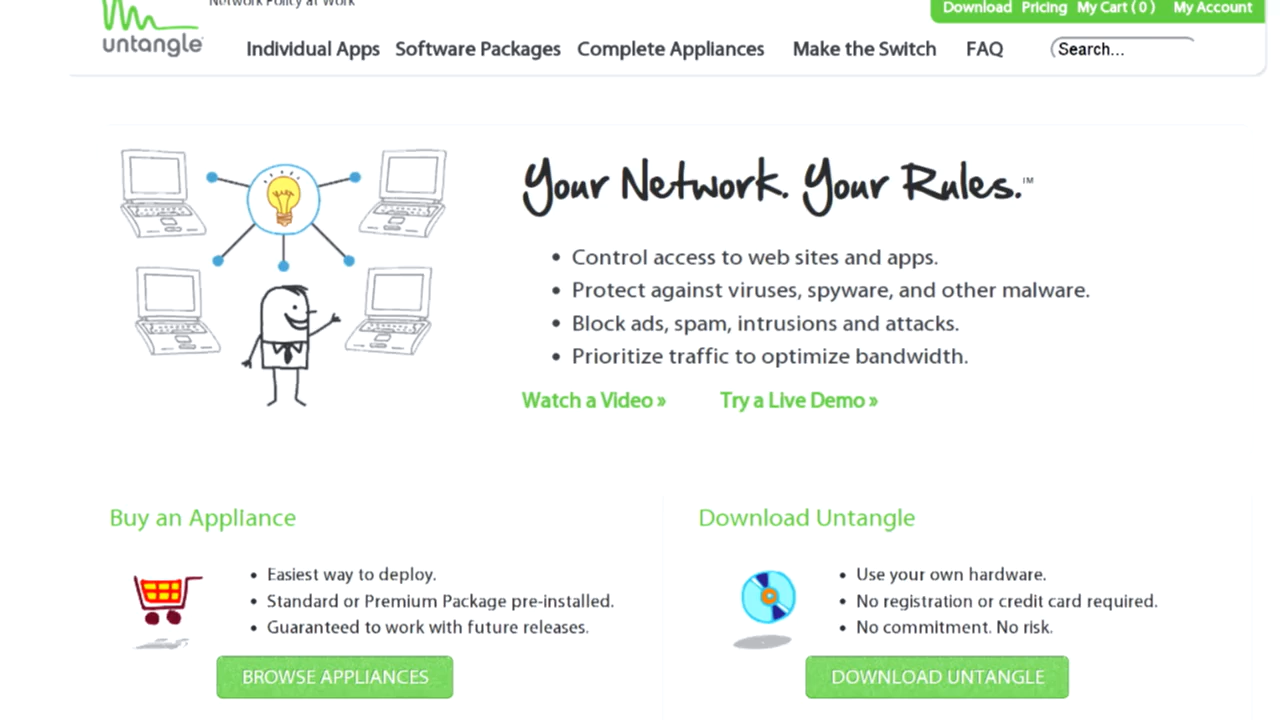 Network Policy at Work
Download Pricing My Cart ( 0 ) My Account
untangle
Individual Apps Software Packages Complete Appliances Make the Switch FAQ Search...
Your Network. Your Rules.™
• Control access to web sites and apps.
• Protect against viruses, spyware, and other malware.
• Block ads, spam, intrusions and attacks.
• Prioritize traffic to optimize bandwidth.
Watch a Video » Try a Live Demo »
Buy an Appliance
• Easiest way to deploy.
• Standard or Premium Package pre-installed.
• Guaranteed to work with future releases.
BROWSE APPLIANCES
Download Untangle
• Use your own hardware.
• No registration or credit card required.
• No commitment. No risk.
DOWNLOAD UNTANGLE